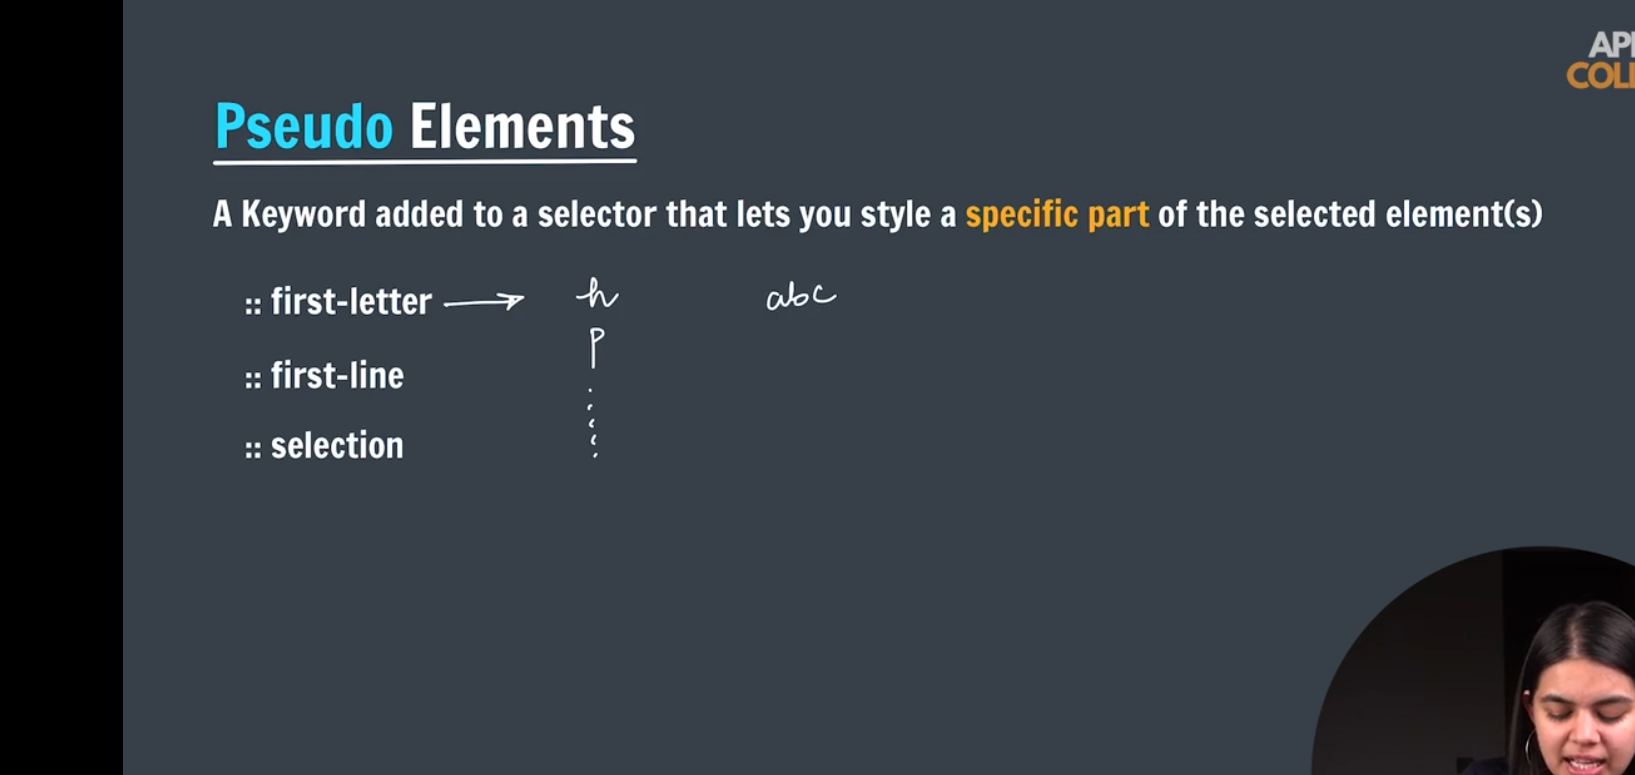 AP
COLL
Pseudo Elements
A Keyword added to a selector that lets you style a specific part of the selected element(s)
:: first-letter h abc
p
:: first-line
:: selection